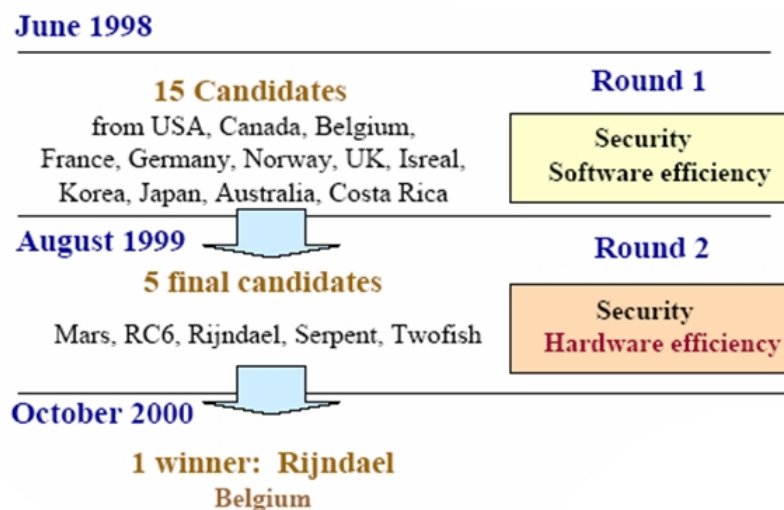 June 1998
15 Candidates
from USA, Canada, Belgium,
France, Germany, Norway, UK, Isreal,
Korea, Japan, Australia, Costa Rica
Round 1
Security
Software efficiency
August 1999
5 final candidates
Mars, RC6, Rijndael, Serpent, Twofish
Round 2
Security
Hardware efficiency
October 2000
1 winner: Rijndael
Belgium